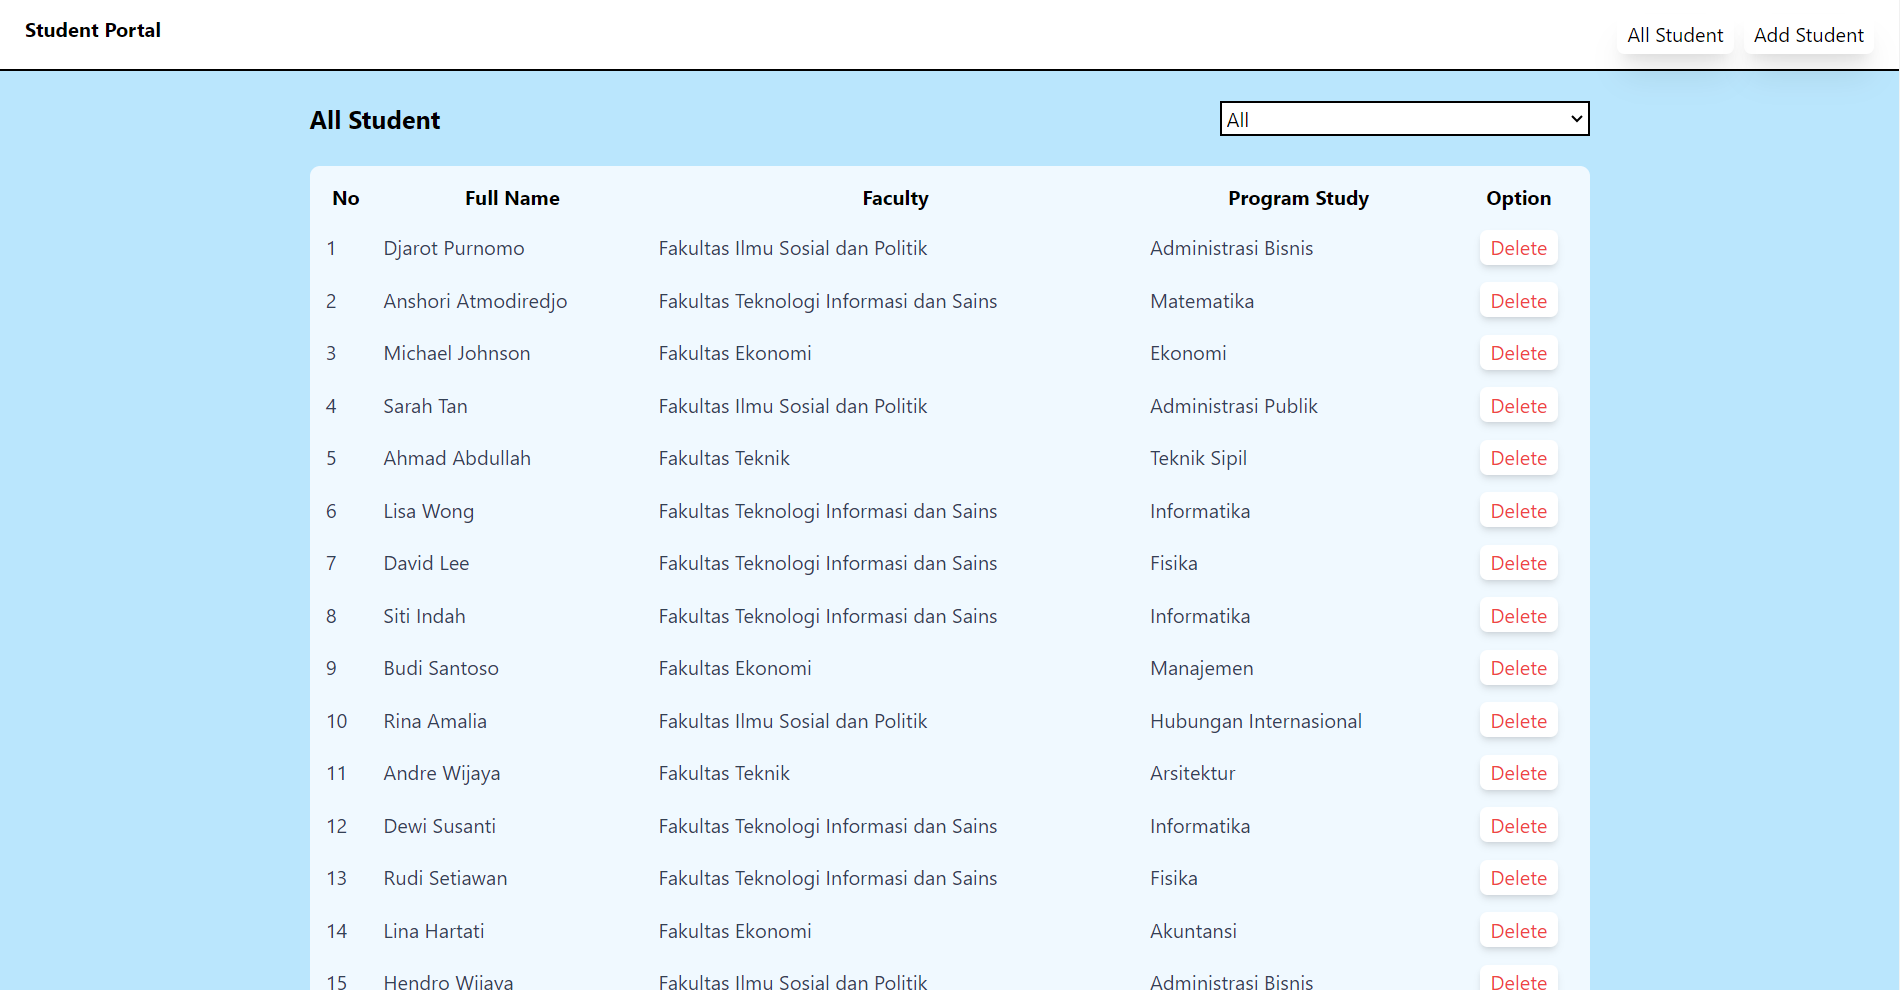 Student Portal
All Student Add Student
All Student
All
No Full Name Faculty Program Study Option
1 Djarot Purnomo Fakultas Ilmu Sosial dan Politik Administrasi Bisnis Delete
2 Anshori Atmodiredjo Fakultas Teknologi Informasi dan Sains Matematika Delete
3 Michael Johnson Fakultas Ekonomi Ekonomi Delete
4 Sarah Tan Fakultas Ilmu Sosial dan Politik Administrasi Publik Delete
5 Ahmad Abdullah Fakultas Teknik Teknik Sipil Delete
6 Lisa Wong Fakultas Teknologi Informasi dan Sains Informatika Delete
7 David Lee Fakultas Teknologi Informasi dan Sains Fisika Delete
8 Siti Indah Fakultas Teknologi Informasi dan Sains Informatika Delete
9 Budi Santoso Fakultas Ekonomi Manajemen Delete
10 Rina Amalia Fakultas Ilmu Sosial dan Politik Hubungan Internasional Delete
11 Andre Wijaya Fakultas Teknik Arsitektur Delete
12 Dewi Susanti Fakultas Teknologi Informasi dan Sains Informatika Delete
13 Rudi Setiawan Fakultas Teknologi Informasi dan Sains Fisika Delete
14 Lina Hartati Fakultas Ekonomi Akuntansi Delete
15 Hendro Wijaya Fakultas Ilmu Sosial dan Politik Administrasi Bisnis Delete